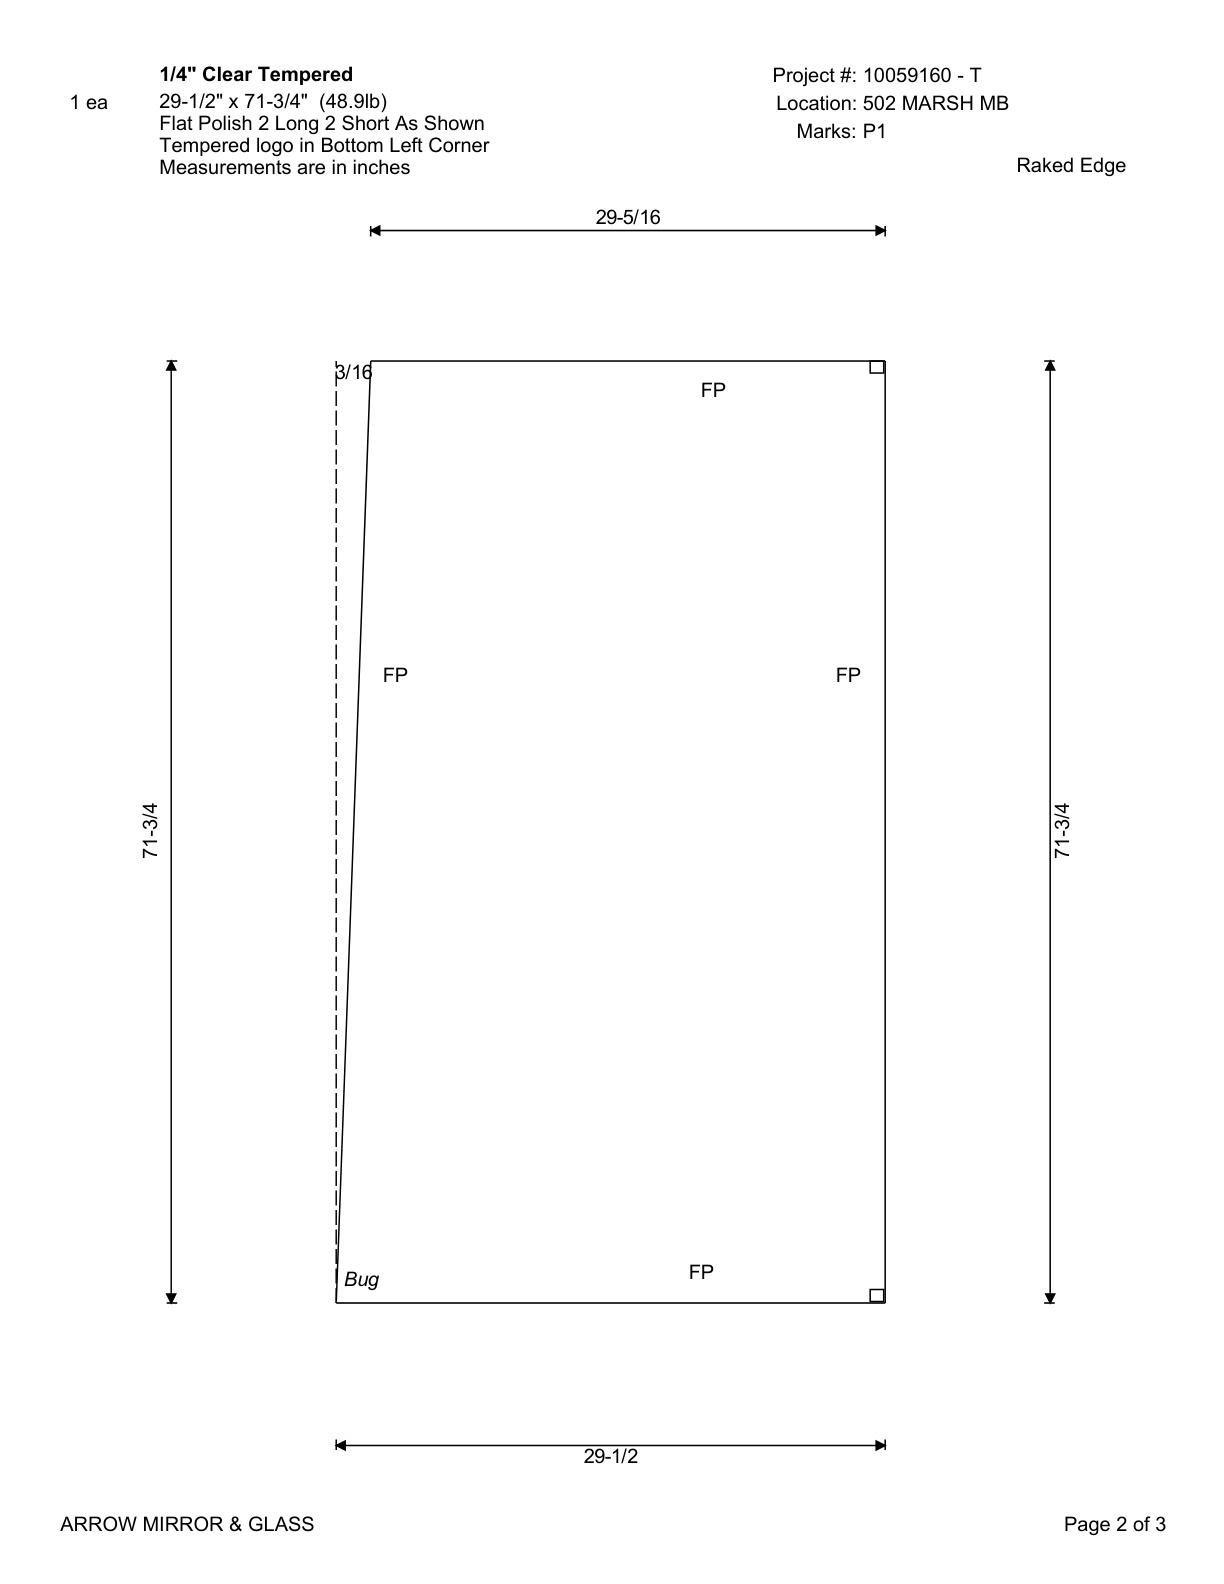 1/4" Clear Tempered
1 ea
29-1/2" x 71-3/4" (48.9lb)
Flat Polish 2 Long 2 Short As Shown
Tempered logo in Bottom Left Corner
Measurements are in inches
Project #: 10059160 - T
Location: 502 MARSH MB
Marks: P1
Raked Edge
29-5/16
3/16
FP
FP
FP
71-3/4
71-3/4
FP
Bug
29-1/2
ARROW MIRROR & GLASS
Page 2 of 3